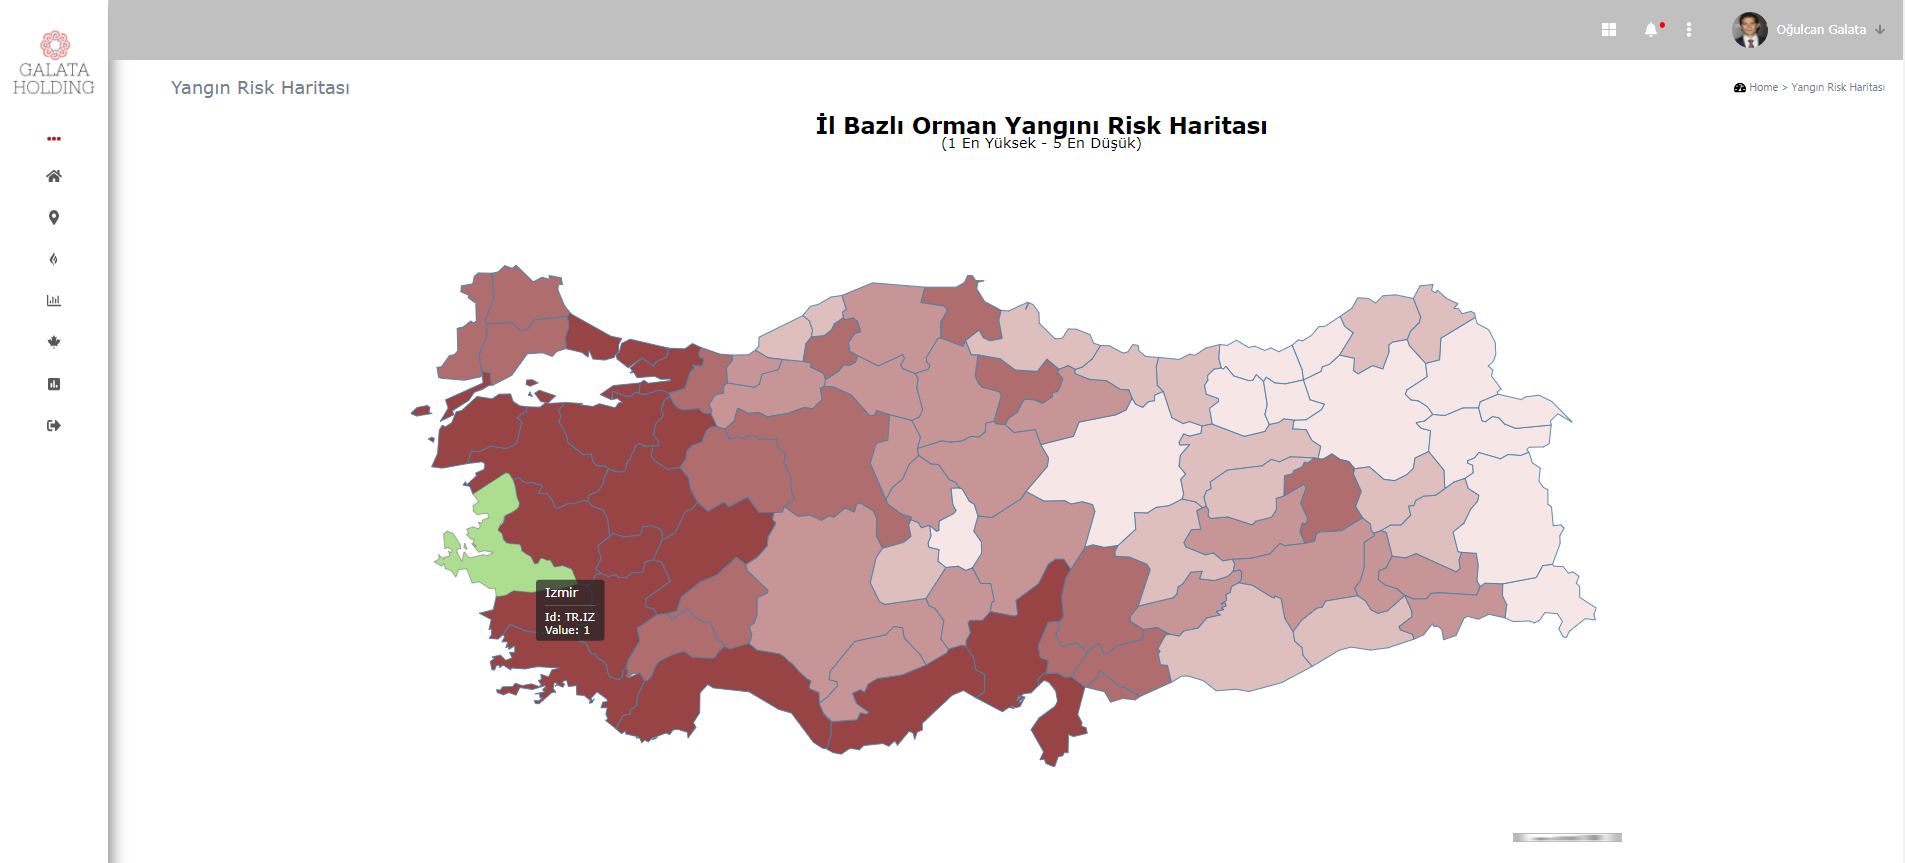 GALATA
HOLDING
Oğulcan Galata
Yangın Risk Haritası
Home > Yangın Risk Haritası
İl Bazlı Orman Yangını Risk Haritası
(1 En Yüksek - 5 En Düşük)
Izmir
Id: TR.IZ
Value: 1